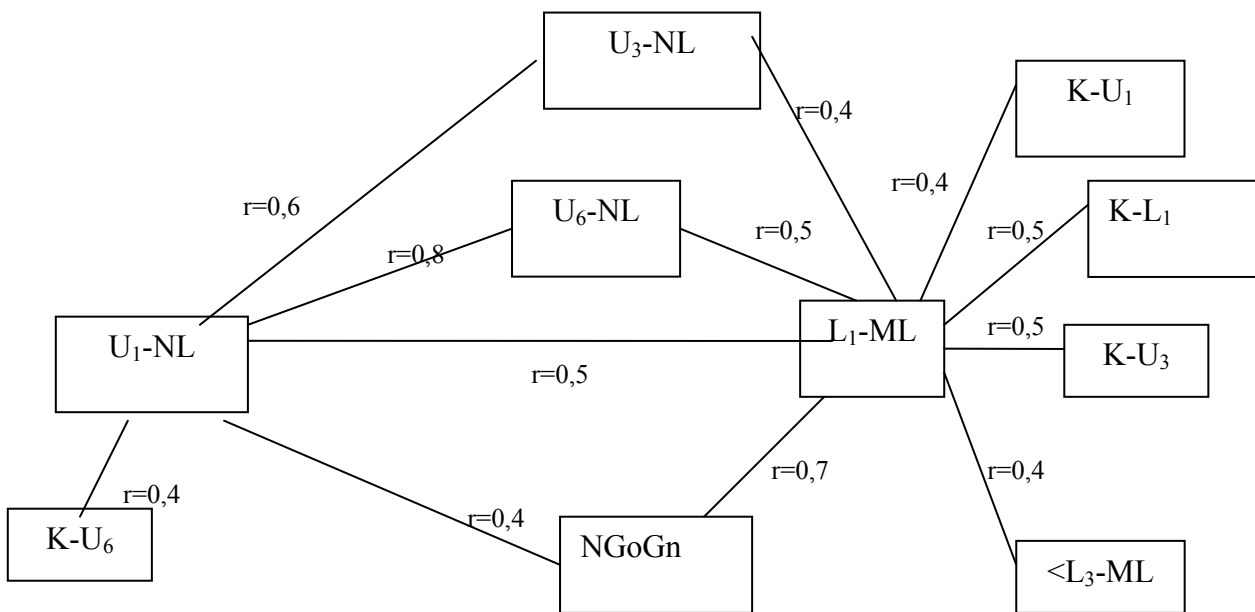 U₃-NL
K-U₁
r=0,4
r=0,4
K-L₁
r=0,6
U₆-NL
r=0,5
r=0,5
r=0,8
L₁-ML
r=0,5
U₁-NL
K-U₃
r=0,5
r=0,7
r=0,4
r=0,4
r=0,4
K-U₆
NGoGn
<L₃-ML